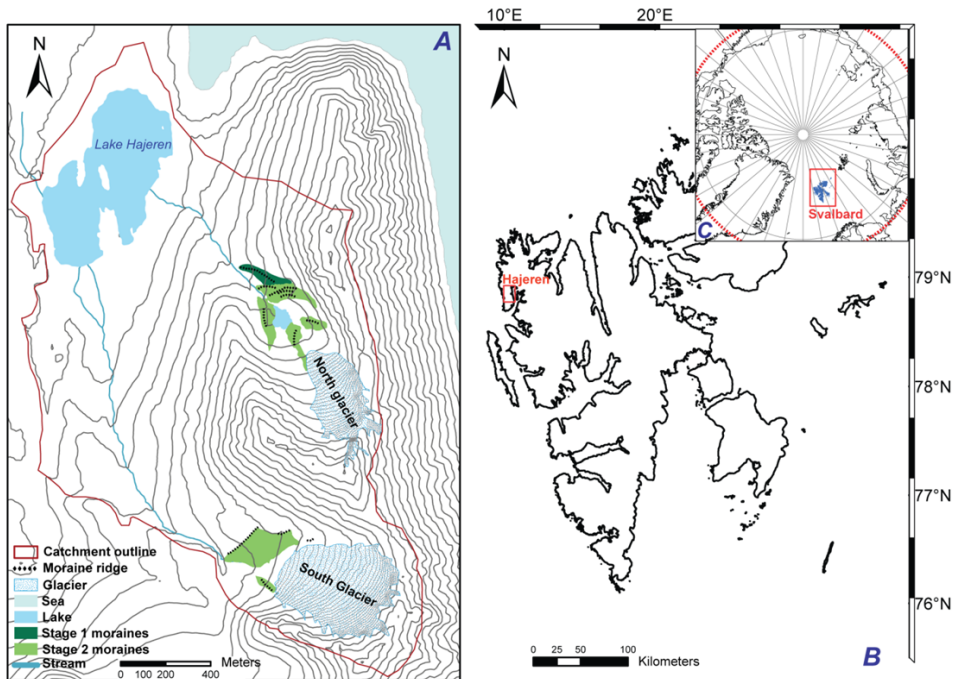 A
N
Lake Hajeren
North glacier
South Glacier
Catchment outline
Moraine ridge
Glacier
Sea
Lake
Stage 1 moraines
Stage 2 moraines
Stream
Meters
100 0 100 200 400
10°E 20°E
B
N
C
Svalbard
Hajeren
79°N
78°N
77°N
76°N
0 25 50 100
Kilometers
B